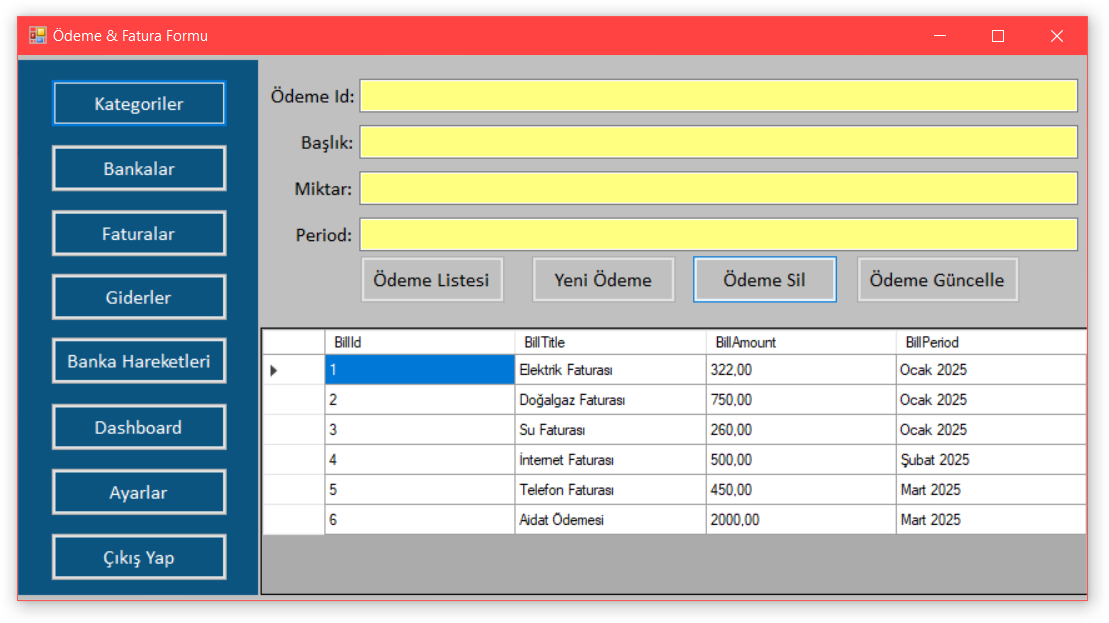 Ödeme & Fatura Formu
Kategoriler
Bankalar
Faturalar
Giderler
Banka Hareketleri
Dashboard
Ayarlar
Çıkış Yap
Ödeme Id:
Başlık:
Miktar:
Period:
Ödeme Listesi Yeni Ödeme Ödeme Sil Ödeme Güncelle
BillId BillTitle BillAmount BillPeriod
1 Elektrik Faturası 322,00 Ocak 2025
2 Doğalgaz Faturası 750,00 Ocak 2025
3 Su Faturası 260,00 Ocak 2025
4 İnternet Faturası 500,00 Şubat 2025
5 Telefon Faturası 450,00 Mart 2025
6 Aidat Ödemesi 2000,00 Mart 2025